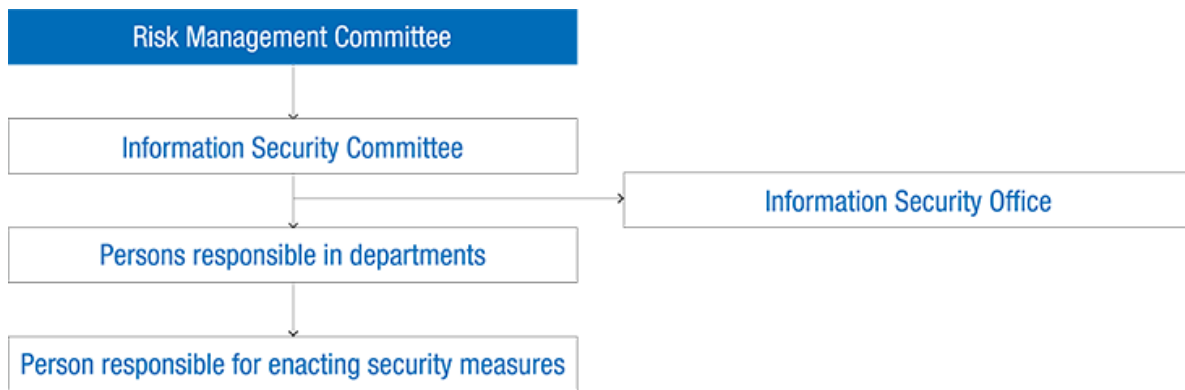 Risk Management Committee
Information Security Committee
Information Security Office
Persons responsible in departments
Person responsible for enacting security measures